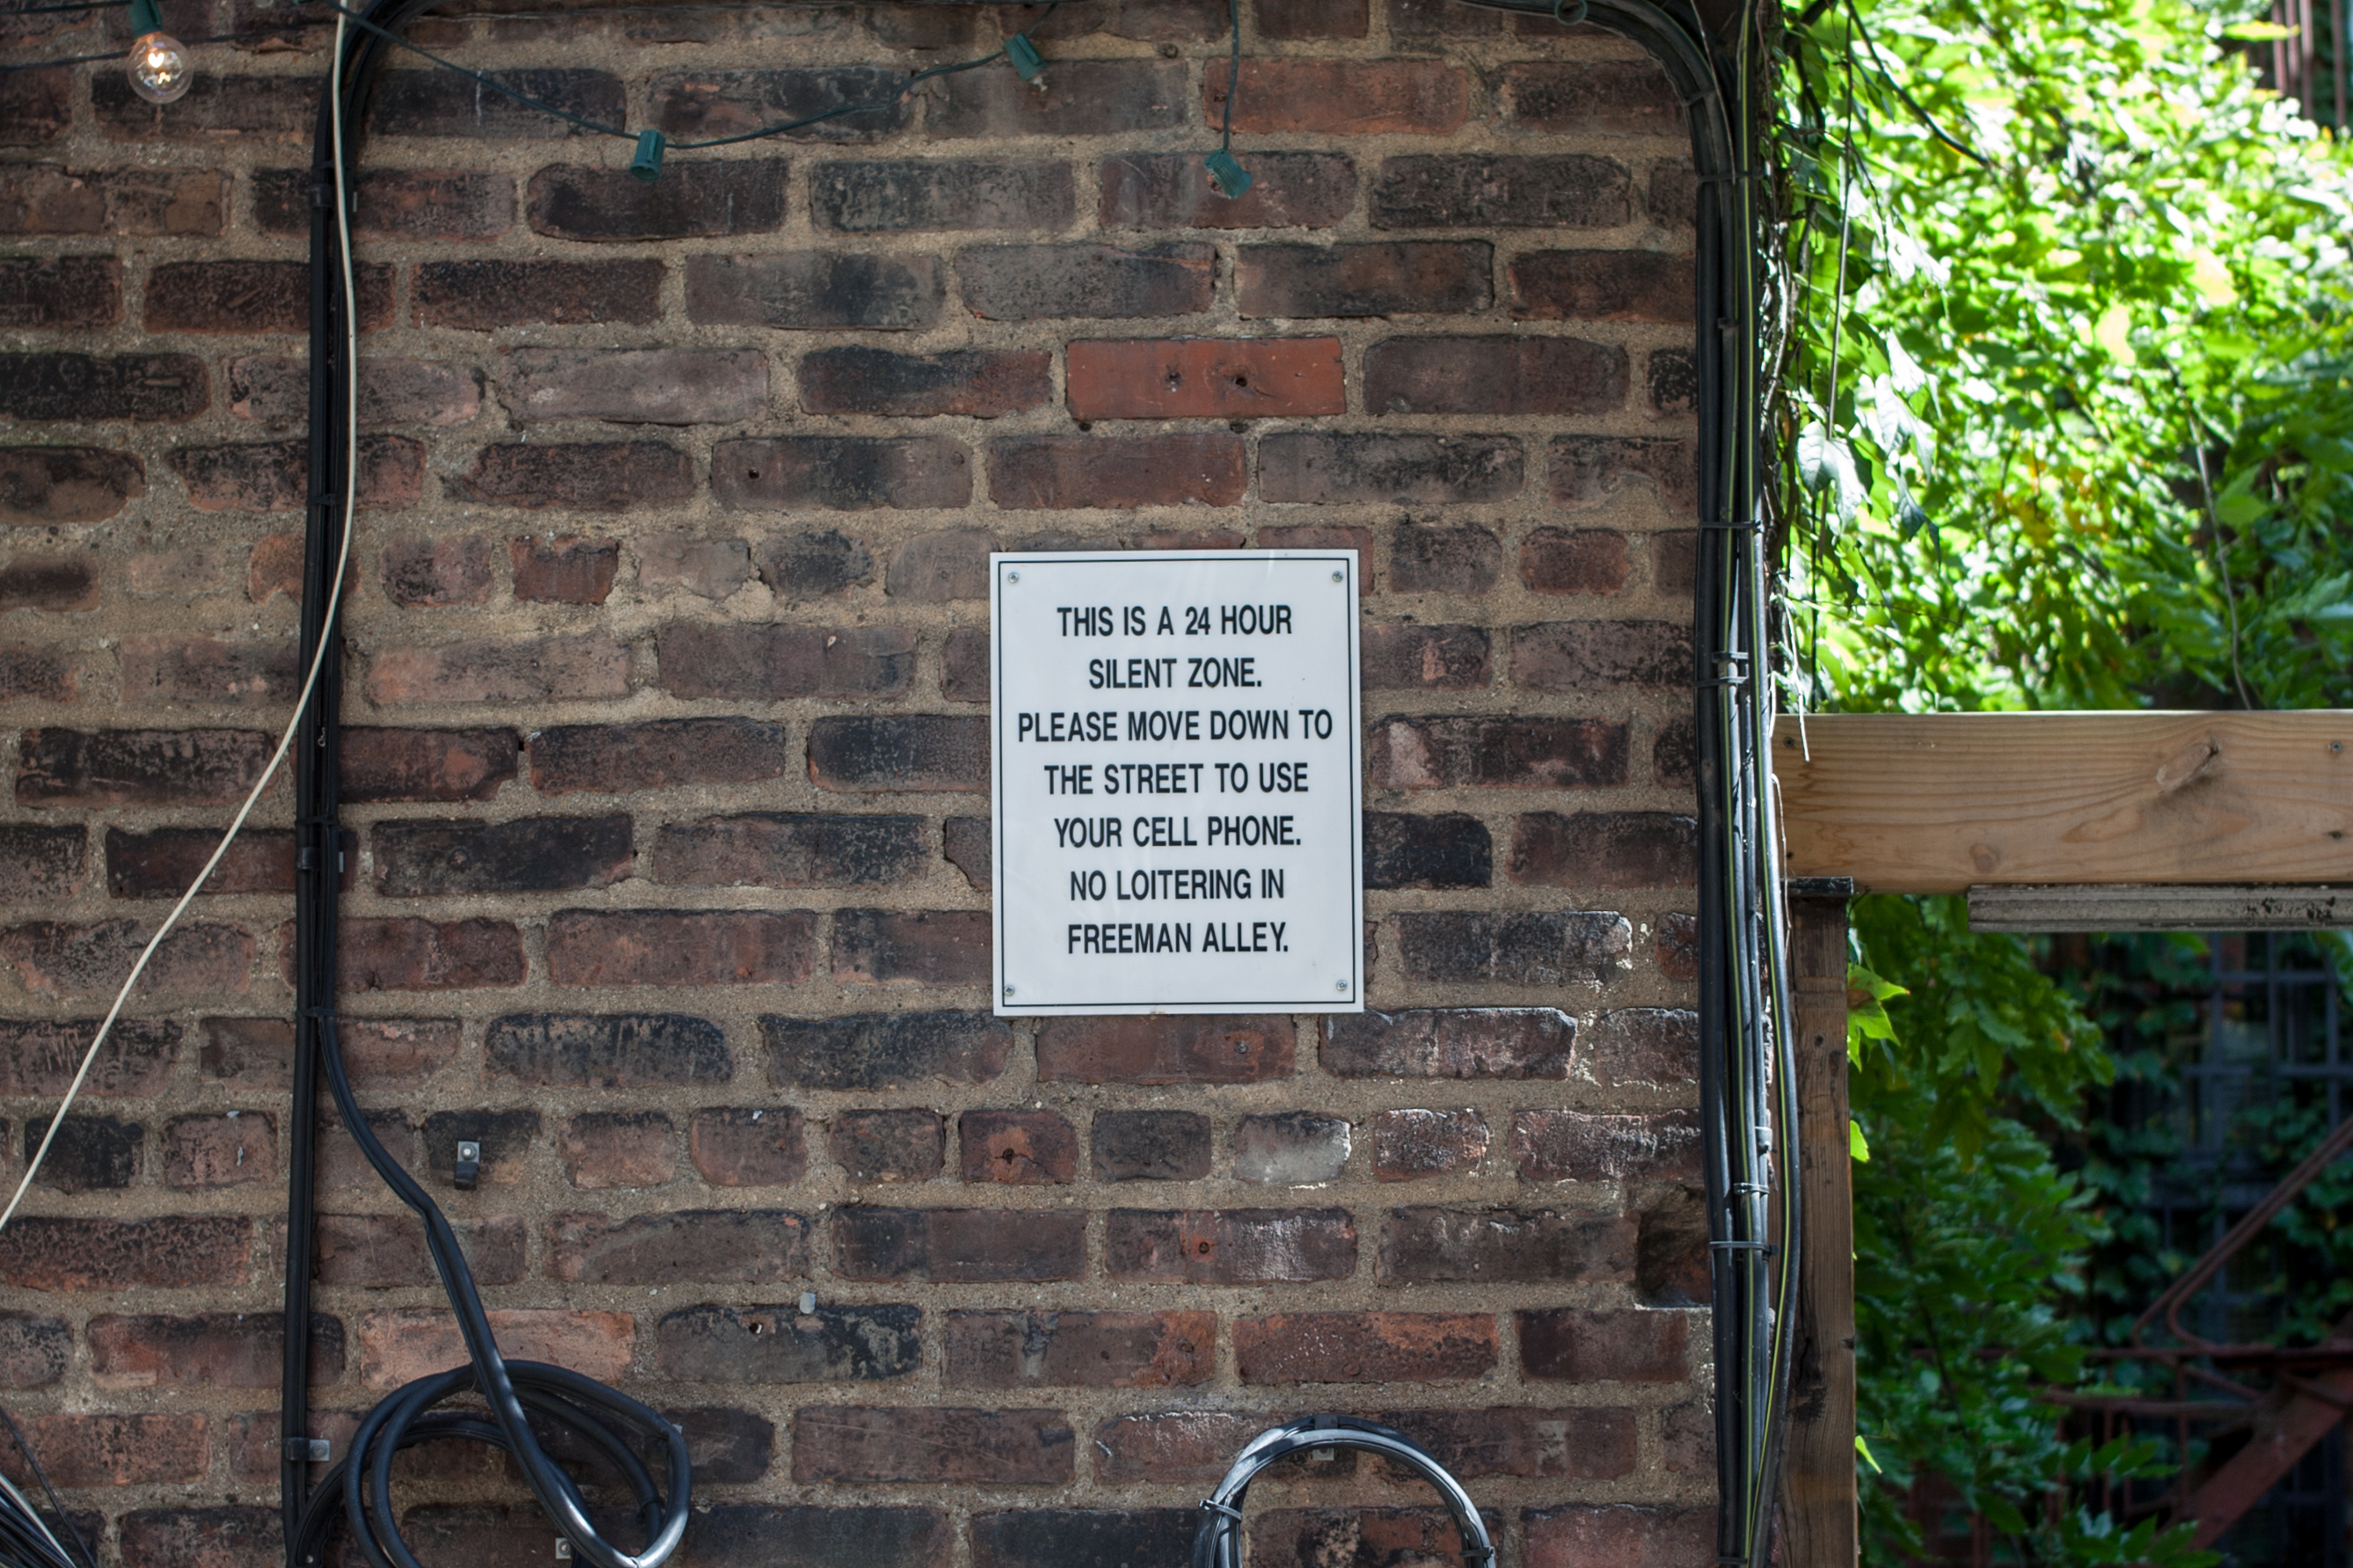 THIS IS A 24 HOUR
SILENT ZONE.
PLEASE MOVE DOWN TO
THE STREET TO USE
YOUR CELL PHONE.
NO LOITERING IN
FREEMAN ALLEY.